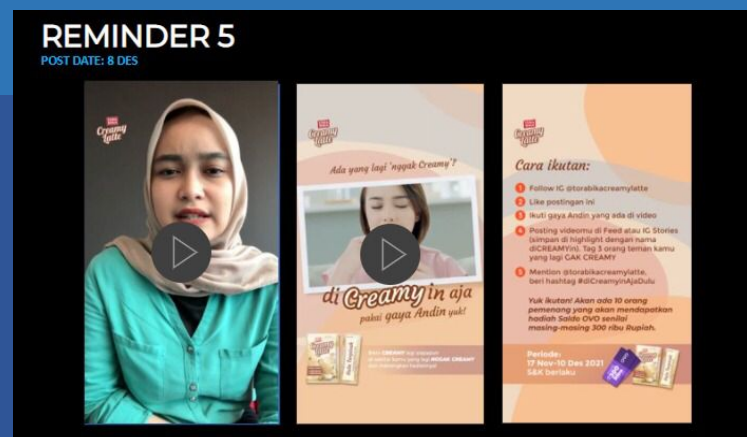 REMINDER 5
POST DATE: 8 DES
Creamy
Latte
Creamy
Latte
Ada yang lagi 'nggak Creamy'?
di Creamy in aja
pakai gaya Andin yuk!
CREAMY
NGGAK CREAMY
Creamy
Latte
Cara ikutan:
1 Follow IG @torabikacreamylatte
2 Like postingan ini
3 Ikuti gaya Andin yang ada di video
4 Posting videomu di Feed atau IG Stories
(simpan di highlight dengan nama
diCREAMYin). Tag 3 orang teman kamu
yang lagi GAK CREAMY
5 Mention @torabikacreamylatte,
beri hashtag #diCreamyinAjaDulu
Yuk ikutan! Akan ada 10 orang
pemenang yang akan mendapatkan
hadiah Saldo OVO senilai
masing-masing 300 ribu Rupiah.
Periode:
17 Nov-10 Des 2021
S&K berlaku